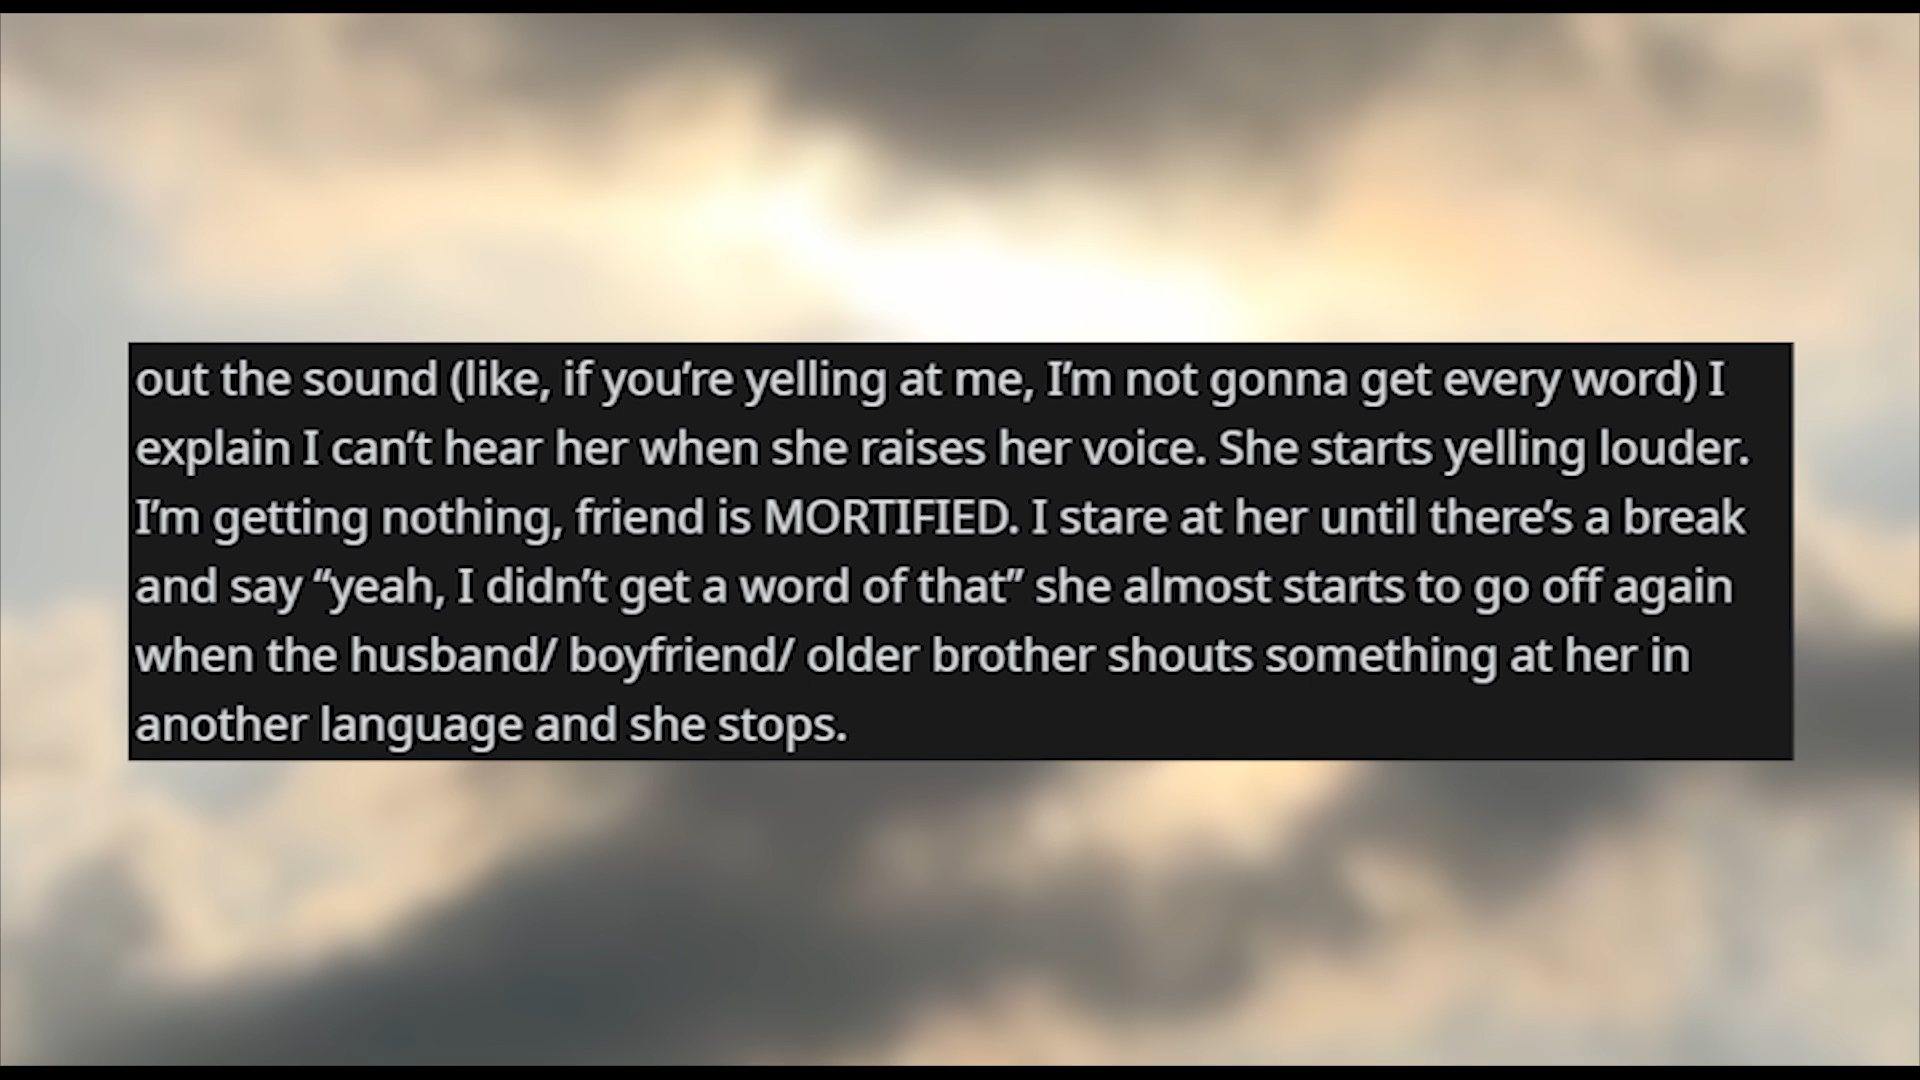 out the sound (like, if you’re yelling at me, I’m not gonna get every word) I
explain I can’t hear her when she raises her voice. She starts yelling louder.
I’m getting nothing, friend is MORTIFIED. I stare at her until there’s a break
and say “yeah, I didn’t get a word of that” she almost starts to go off again
when the husband/ boyfriend/ older brother shouts something at her in
another language and she stops.